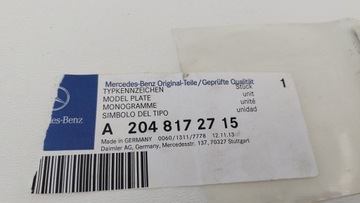 Mercedes-Benz Original-Teile/Geprüfte Qualität
TYPKENNZEICHEN Stück 1
MODEL PLATE unit
MONOGRAMME unité
SIMBOLO DEL TIPO unidad
des-Benz
A 204 817 27 15
Made in GERMANY 0060/1311/7778 12.11.13
Daimler AG, Germany, Mercedesstr. 137, 70327 Stuttgart